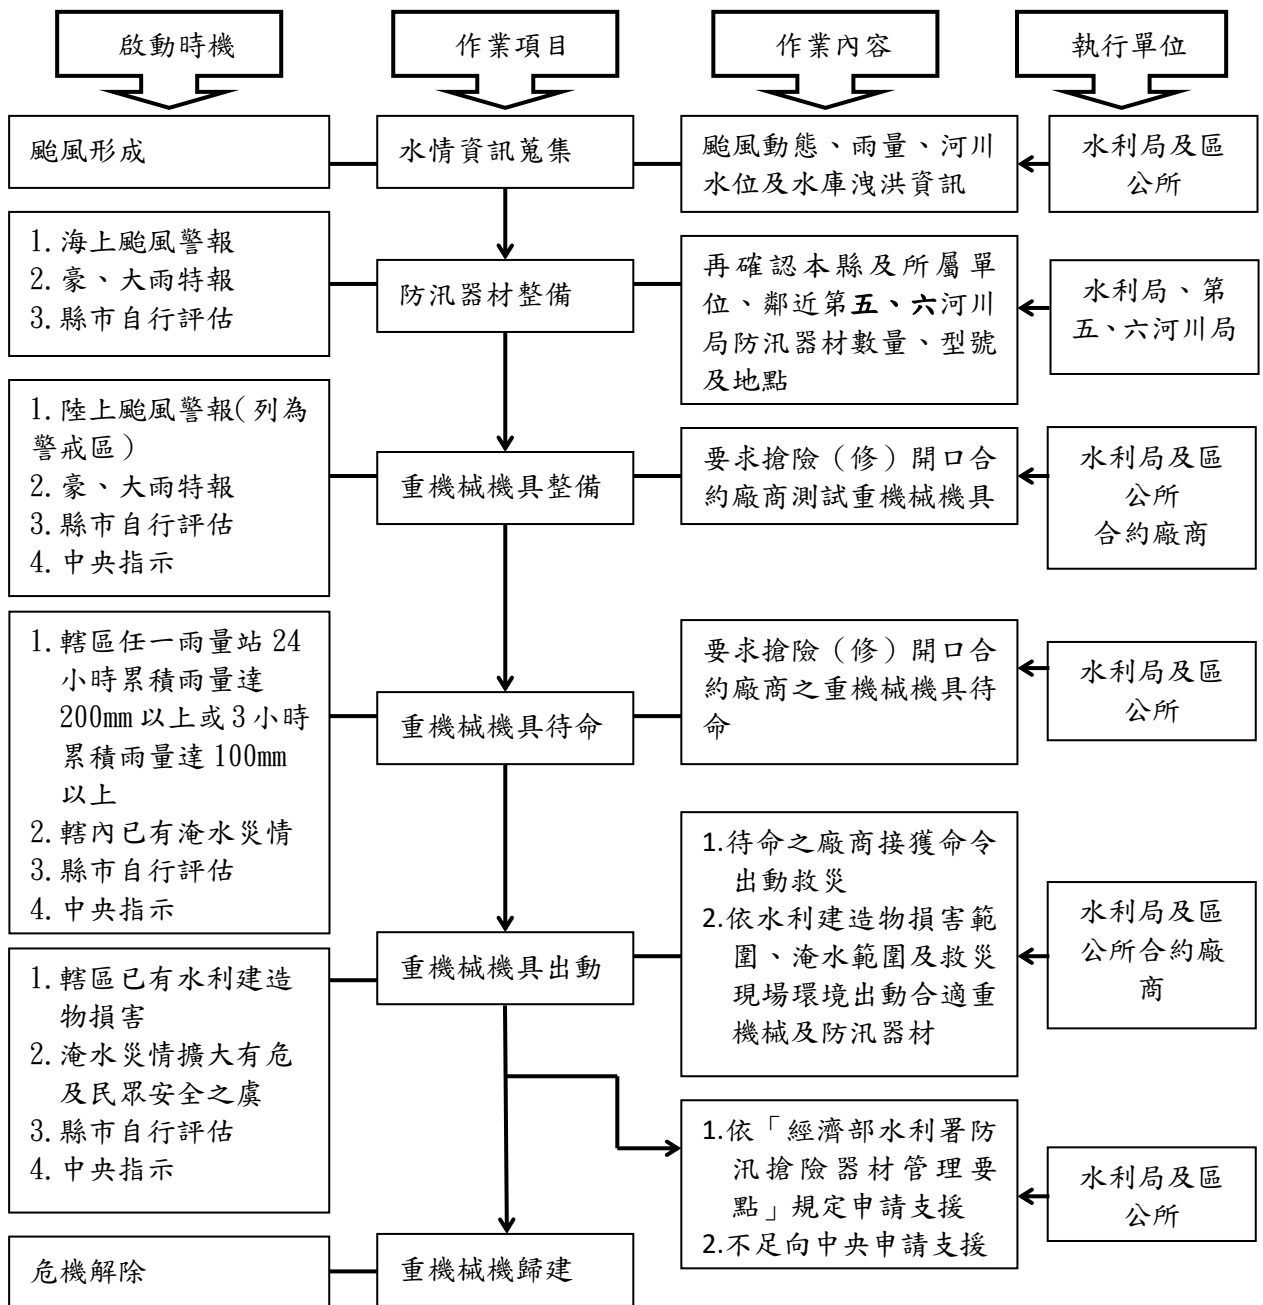 啟動時機
作業項目
作業內容
執行單位
颱風形成
水情資訊蒐集
颱風動態、雨量、河川
水位及水庫洩洪資訊
水利局及區
公所
1.海上颱風警報
2.豪、大雨特報
3.縣市自行評估
防汛器材整備
再確認本縣及所屬單
位、鄰近第五、六河川
局防汛器材數量、型號
及地點
水利局、第
五、六河川局
1.陸上颱風警報(列為
警戒區)
2.豪、大雨特報
3.縣市自行評估
4.中央指示
重機械機具整備
要求搶險（修）開口合
約廠商測試重機械機具
水利局及區
公所
合約廠商
1.轄區任一雨量站 24
小時累積雨量達
200mm 以上或 3 小時
累積雨量達 100mm
以上
2.轄內已有淹水災情
3.縣市自行評估
4.中央指示
重機械機具待命
要求搶險（修）開口合
約廠商之重機械機具待
命
水利局及區
公所
1.轄區已有水利建造
物損害
2.淹水災情擴大有危
及民眾安全之虞
3.縣市自行評估
4.中央指示
重機械機具出動
1.待命之廠商接獲命令
出動救災
2.依水利建造物損害範
圍、淹水範圍及救災
現場環境出動合適重
機械及防汛器材
水利局及區
公所合約廠
商
1.依「經濟部水利署防
汛搶險器材管理要
點」規定申請支援
2.不足向中央申請支援
水利局及區
公所
危機解除
重機械機歸建